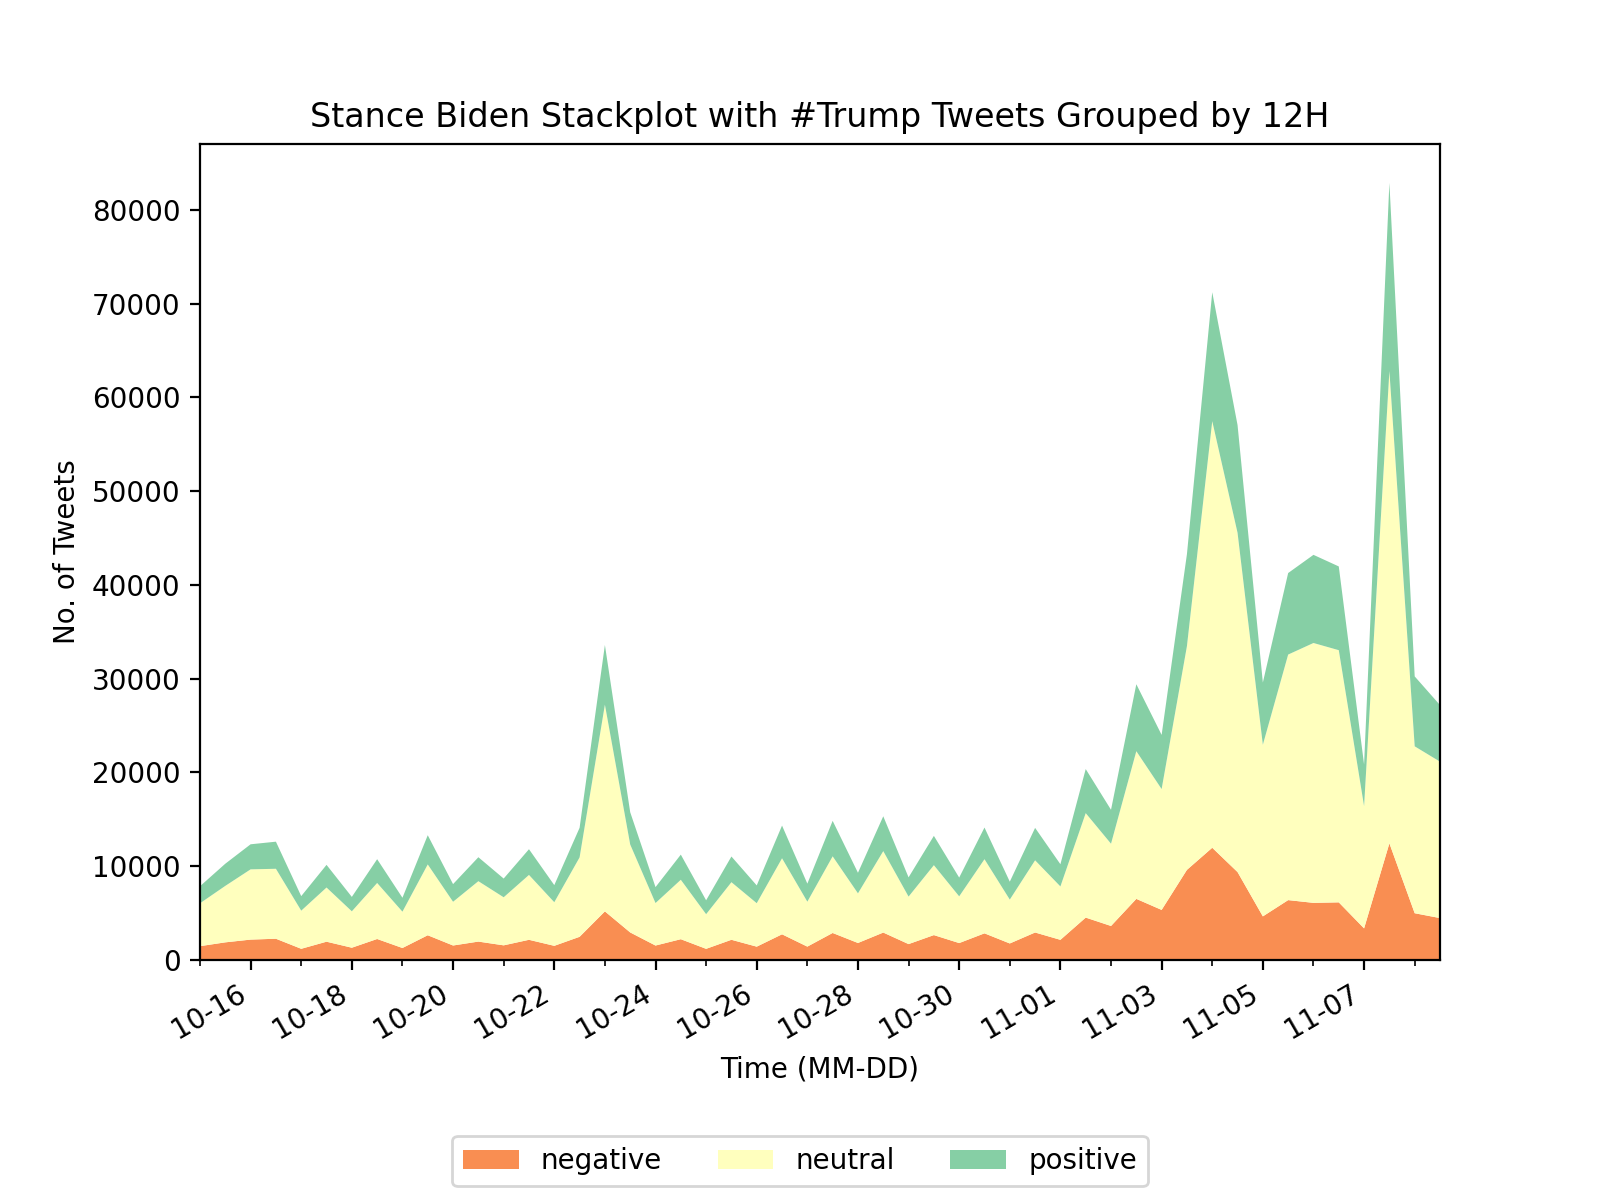 Stance Biden Stackplot with #Trump Tweets Grouped by 12H
80000
70000
60000
50000
40000
30000
20000
10000
0
No. of Tweets
10-16 10-18 10-20 10-22 10-24 10-26 10-28 10-30 11-01 11-03 11-05 11-07
Time (MM-DD)
negative neutral positive